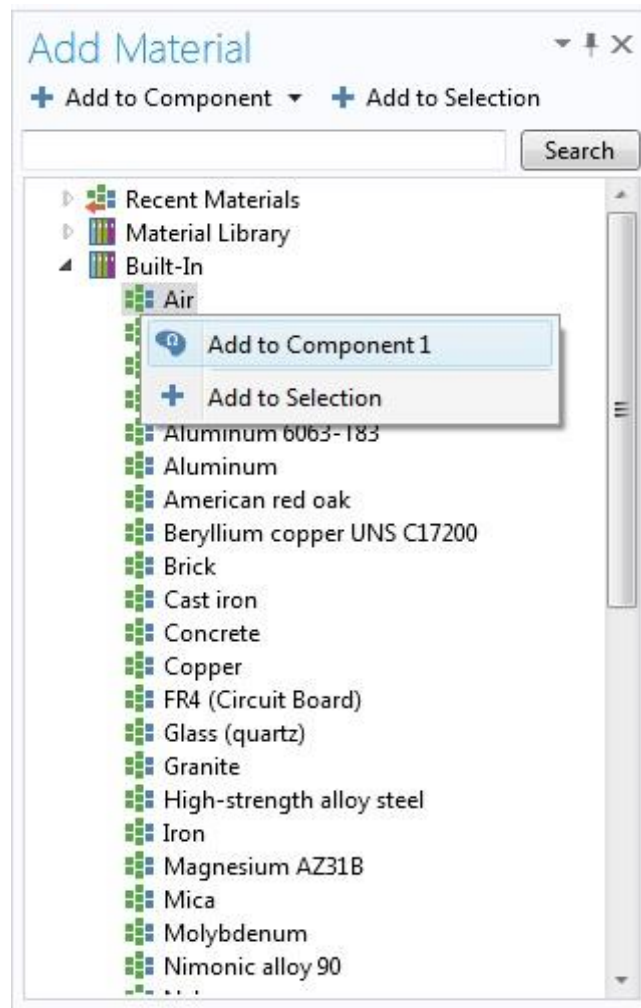 Add Material
Add to Component Add to Selection
Search
Recent Materials
Material Library
Built-In
Air
Add to Component 1
Add to Selection
Aluminum 6063-T83
Aluminum
American red oak
Beryllium copper UNS C17200
Brick
Cast iron
Concrete
Copper
FR4 (Circuit Board)
Glass (quartz)
Granite
High-strength alloy steel
Iron
Magnesium AZ31B
Mica
Molybdenum
Nimonic alloy 90